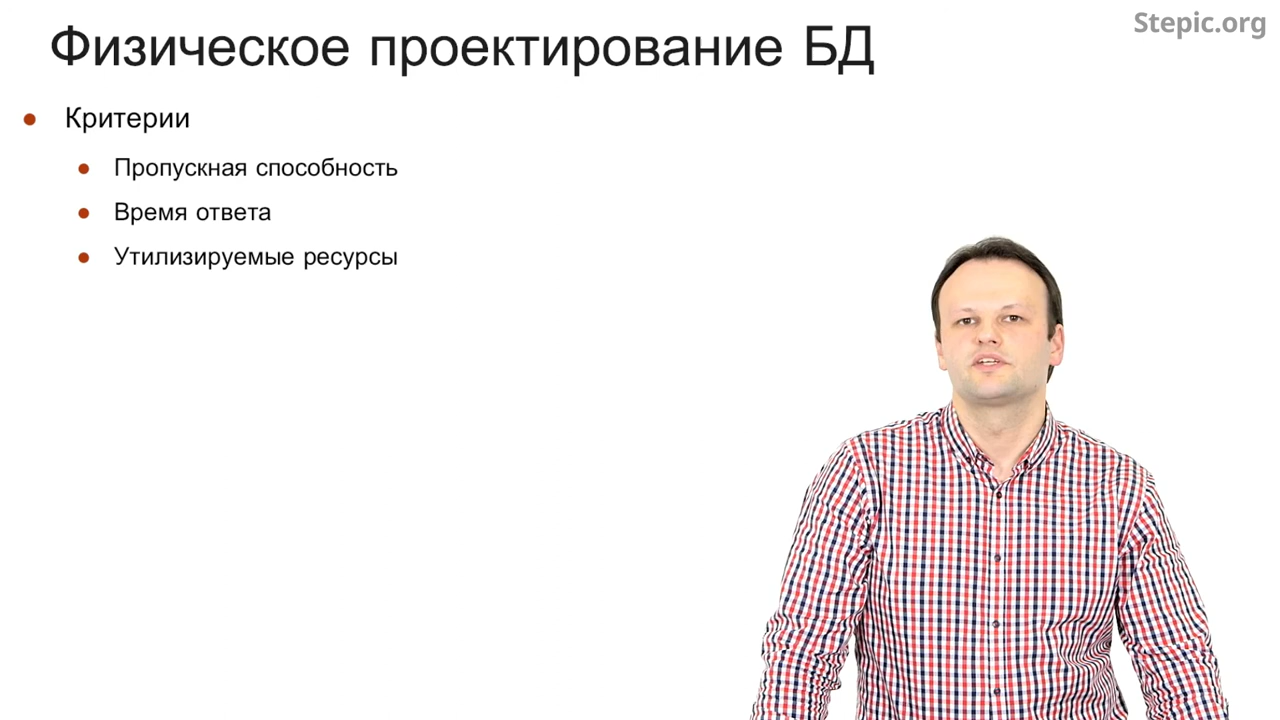 Stepic.org
Физическое проектирование БД
Критерии
Пропускная способность
Время ответа
Утилизируемые ресурсы